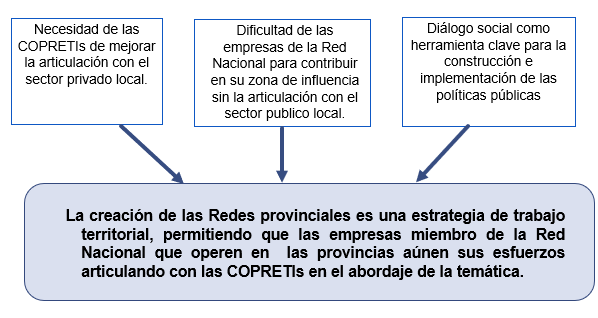 Necesidad de las
COPRETIs de mejorar
la articulación con el
sector privado local.
Dificultad de las
empresas de la Red
Nacional para contribuir
en su zona de influencia
sin la articulación con el
sector publico local.
Diálogo social como
herramienta clave para la
construcción e
implementación de las
políticas públicas
La creación de las Redes provinciales es una estrategia de trabajo
territorial, permitiendo que las empresas miembro de la Red
Nacional que operen en las provincias aúnen sus esfuerzos
articulando con las COPRETIs en el abordaje de la temática.